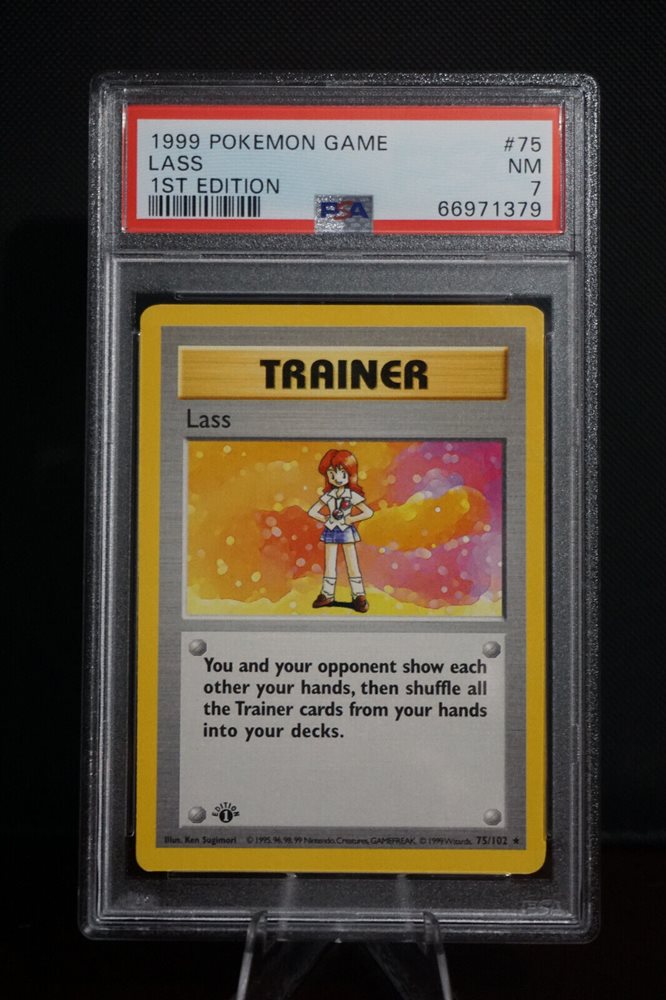 1999 POKEMON GAME #75
LASS NM
1ST EDITION 7
PSA 66971379
TRAINER
Lass
You and your opponent show each
other your hands, then shuffle all
the Trainer cards from your hands
into your decks.
EDITION
1
Illus. Ken Sugimori © 1995, 96, 98, 99 Nintendo, Creatures, GAMEFREAK. © 1999 Wizards. 75/102 ★
PSA